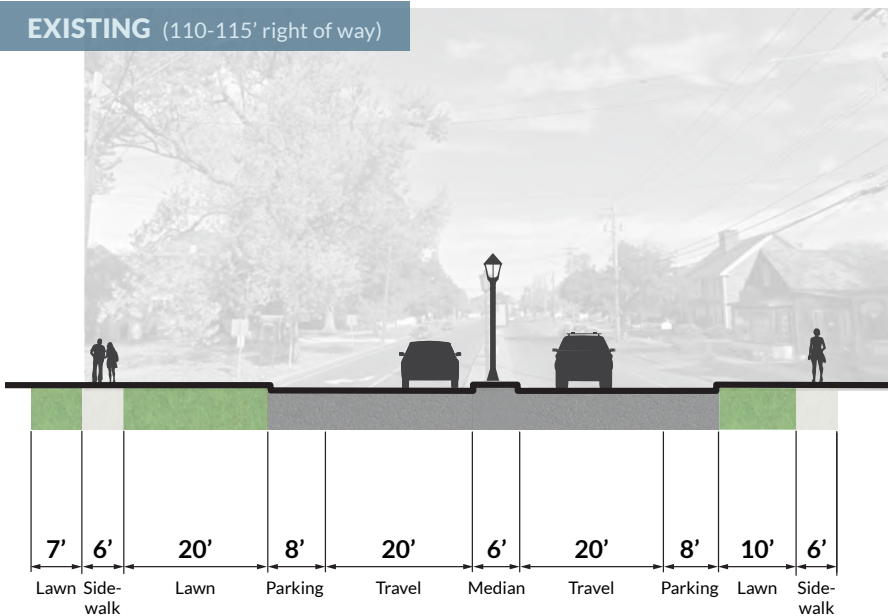 EXISTING (110-115’ right of way)
7’ 6’ 20’ 8’ 20’ 6’ 20’ 8’ 10’ 6’
Lawn Side- Lawn Parking Travel Median Travel Parking Lawn Side-
walk walk